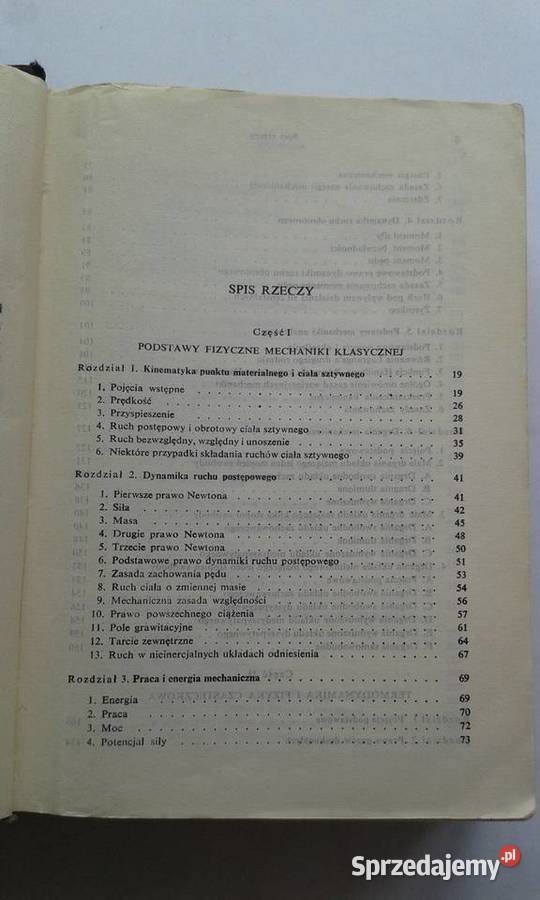 SPIS RZECZY
Część I
PODSTAWY FIZYCZNE MECHANIKI KLASYCZNEJ
Rozdział 1. Kinematyka punktu materialnego i ciała sztywnego . . . . . . 19
1. Pojęcia wstępne . . . . . . 19
2. Prędkość . . . . . . 26
3. Przyspieszenie . . . . . . 28
4. Ruch postępowy i obrotowy ciała sztywnego . . . . . . 31
5. Ruch bezwzględny, względny i unoszenie . . . . . . 35
6. Niektóre przypadki składania ruchów ciała sztywnego . . . . . . 39
Rozdział 2. Dynamika ruchu postępowego . . . . . . 41
1. Pierwsze prawo Newtona . . . . . . 41
2. Siła . . . . . . 42
3. Masa . . . . . . 45
4. Drugie prawo Newtona . . . . . . 48
5. Trzecie prawo Newtona . . . . . . 50
6. Podstawowe prawo dynamiki ruchu postępowego . . . . . . 51
7. Zasada zachowania pędu . . . . . . 53
8. Ruch ciała o zmiennej masie . . . . . . 54
9. Mechaniczna zasada względności . . . . . . 56
10. Prawo powszechnego ciążenia . . . . . . 57
11. Pole grawitacyjne . . . . . . 61
12. Tarcie zewnętrzne . . . . . . 64
13. Ruch w nieinercjalnych układach odniesienia . . . . . . 67
Rozdział 3. Praca i energia mechaniczna . . . . . . 69
1. Energia . . . . . . 69
2. Praca . . . . . . 70
3. Moc . . . . . . 72
4. Potencjał siły . . . . . . 73
Sprzedajemy.pl